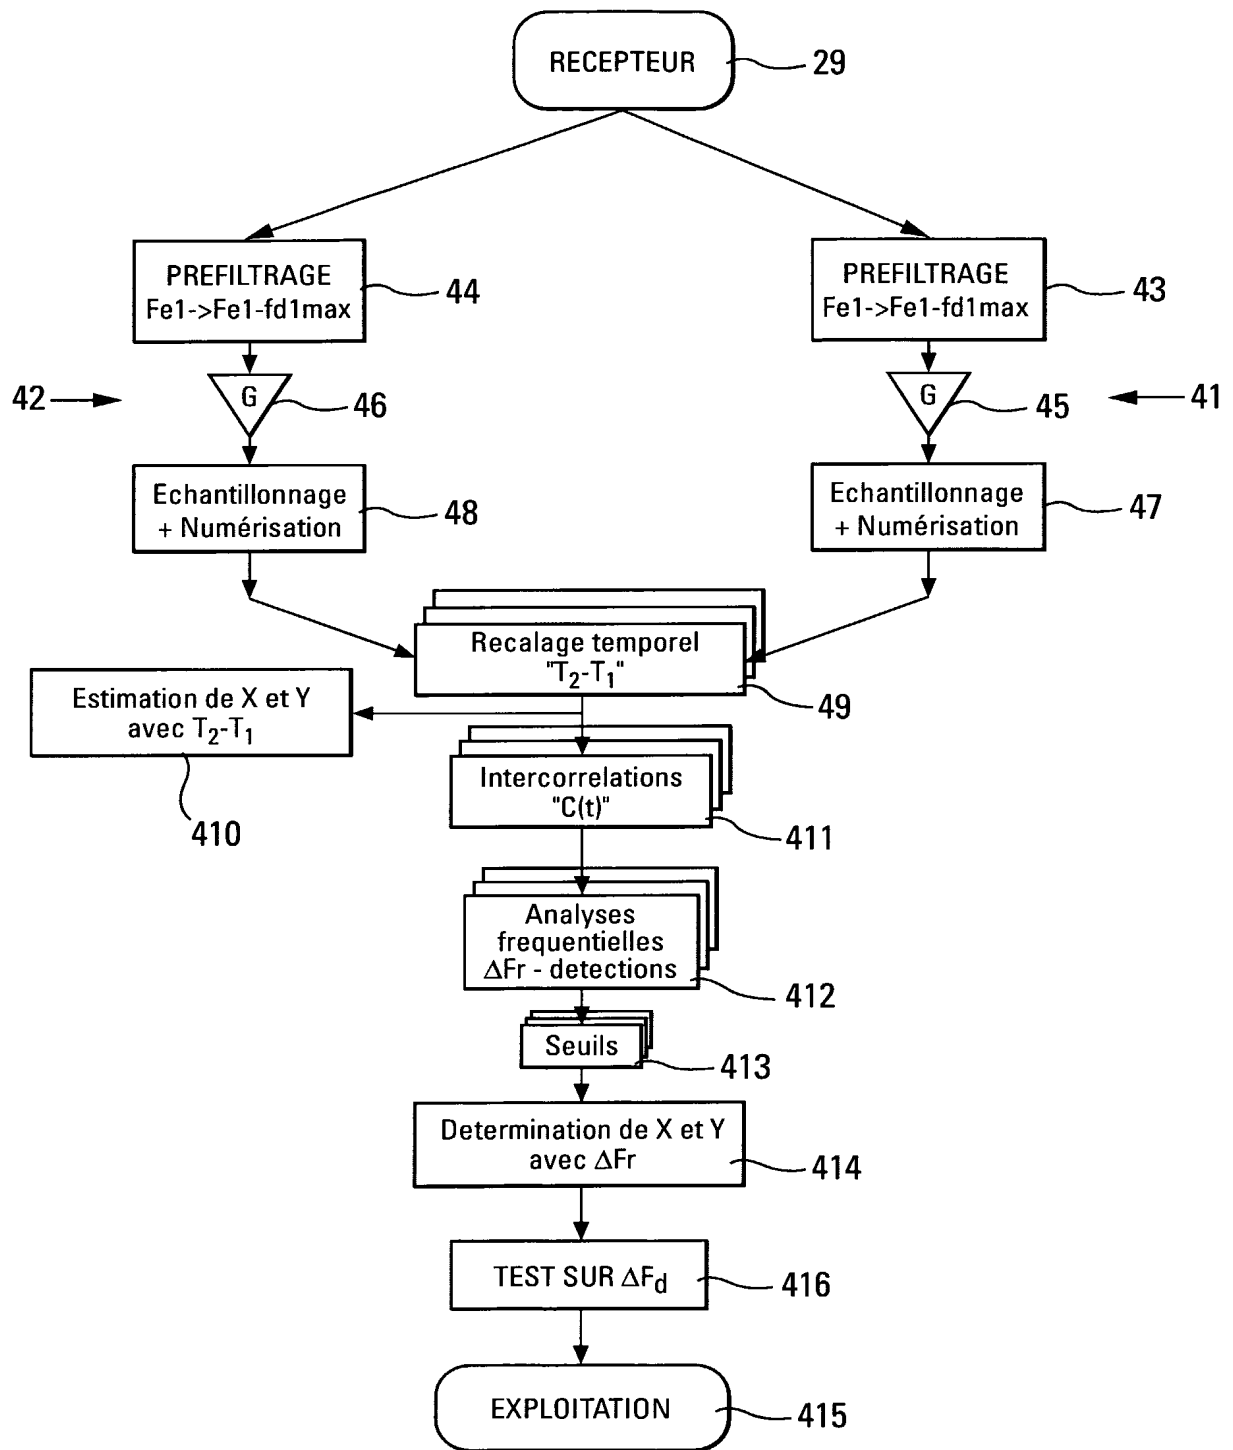 RECEPTEUR
29
PREFILTRAGE
Fe1->Fe1-fd1max
44
PREFILTRAGE
Fe1->Fe1-fd1max
43
42
G
46
G
45
41
Echantillonnage
+ Numérisation
48
Echantillonnage
+ Numérisation
47
Recalage temporel
"T2-T1"
49
Estimation de X et Y
avec T2-T1
410
Intercorrelations
"C(t)"
411
Analyses
frequentielles
ΔFr - detections
412
Seuils
413
Determination de X et Y
avec ΔFr
414
TEST SUR ΔFd
416
EXPLOITATION
415